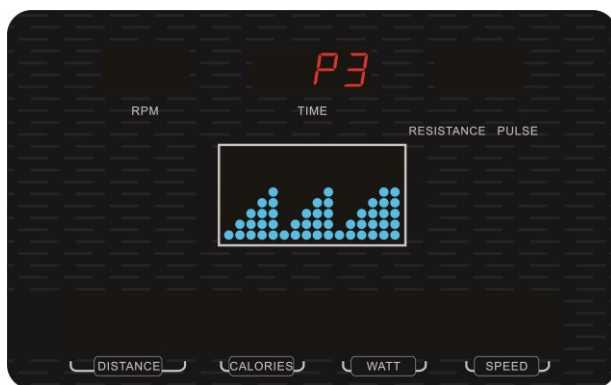 P3
RPM TIME
RESISTANCE PULSE
DISTANCE CALORIES WATT SPEED